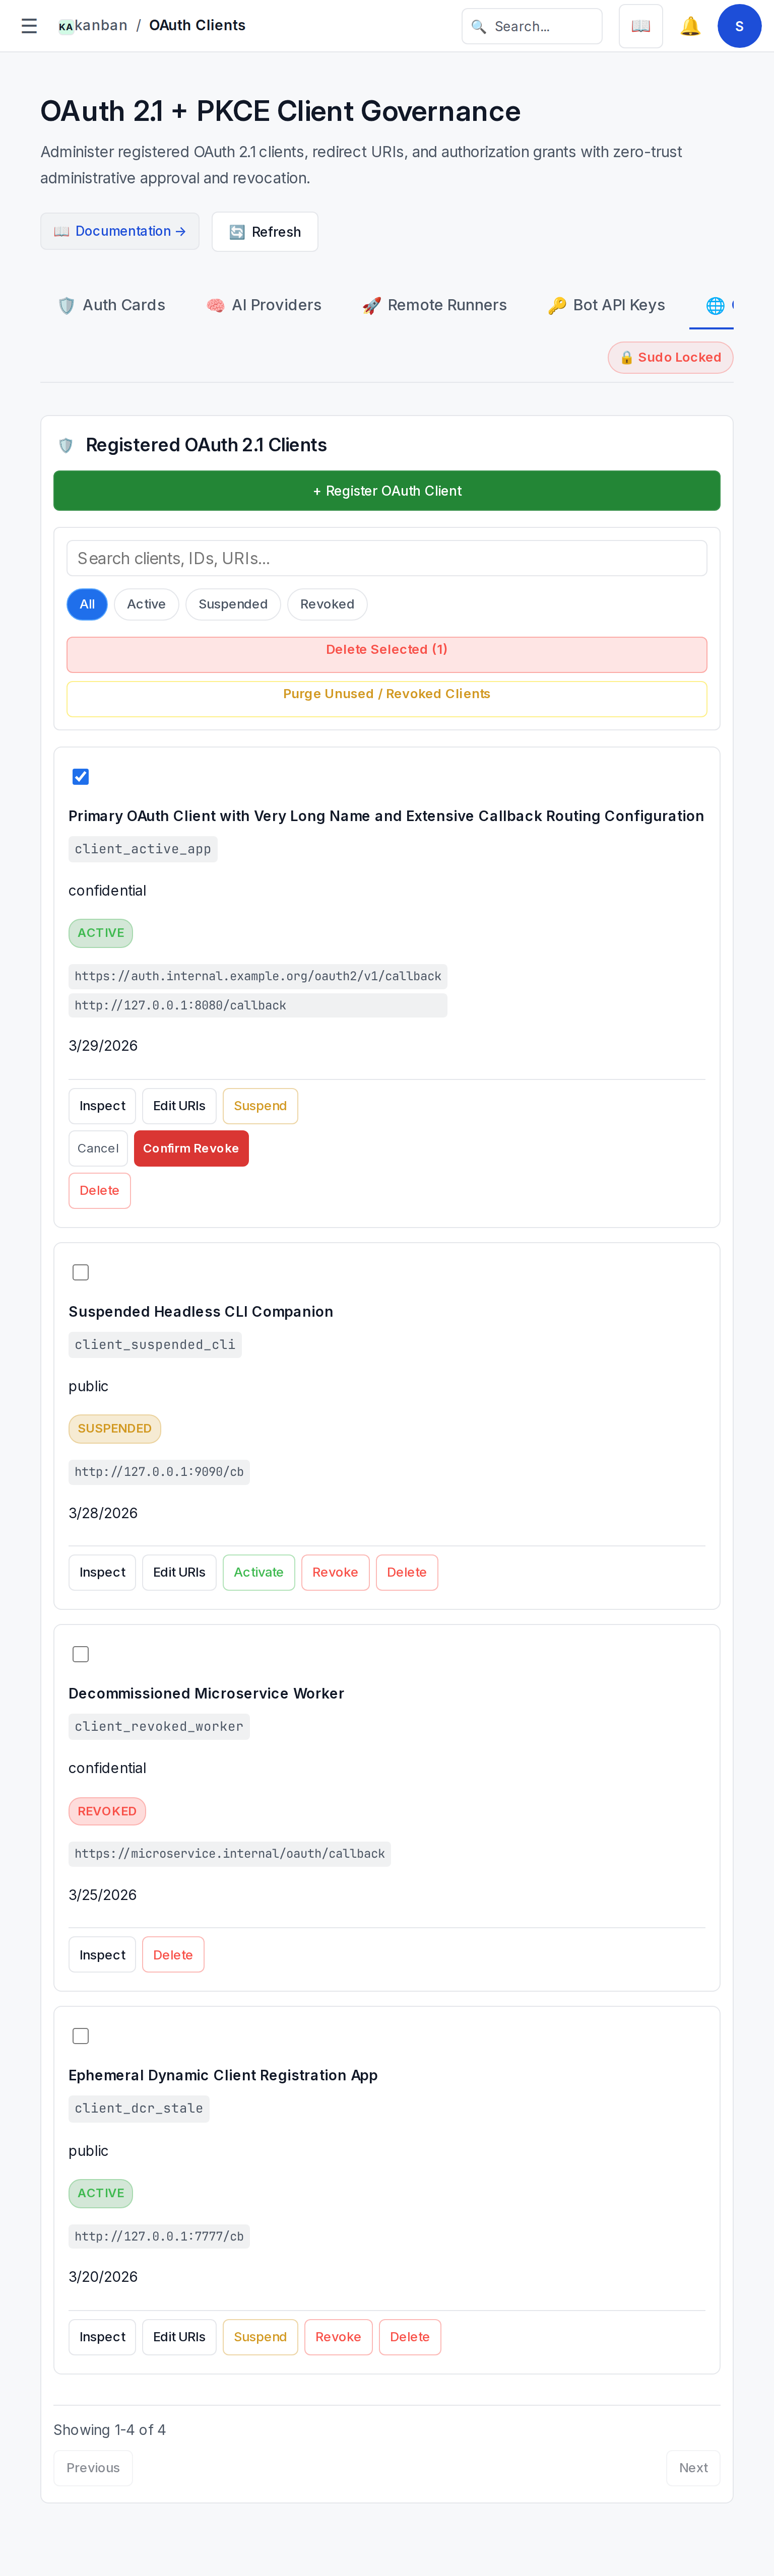 ☰ KA kanban / OAuth Clients 🔍 Search... 📖 🔔 S
OAuth 2.1 + PKCE Client Governance
Administer registered OAuth 2.1 clients, redirect URIs, and authorization grants with zero-trust
administrative approval and revocation.
📖 Documentation → 🔄 Refresh
🛡️ Auth Cards 🧠 AI Providers 🚀 Remote Runners 🔑 Bot API Keys 🌐
🔒 Sudo Locked
🛡️ Registered OAuth 2.1 Clients
+ Register OAuth Client
Search clients, IDs, URIs...
All Active Suspended Revoked
Delete Selected (1)
Purge Unused / Revoked Clients
Primary OAuth Client with Very Long Name and Extensive Callback Routing Configuration
client_active_app
confidential
ACTIVE
https://auth.internal.example.org/oauth2/v1/callback
http://127.0.0.1:8080/callback
3/29/2026
Inspect Edit URIs Suspend
Cancel Confirm Revoke
Delete
Suspended Headless CLI Companion
client_suspended_cli
public
SUSPENDED
http://127.0.0.1:9090/cb
3/28/2026
Inspect Edit URIs Activate Revoke Delete
Decommissioned Microservice Worker
client_revoked_worker
confidential
REVOKED
https://microservice.internal/oauth/callback
3/25/2026
Inspect Delete
Ephemeral Dynamic Client Registration App
client_dcr_stale
public
ACTIVE
http://127.0.0.1:7777/cb
3/20/2026
Inspect Edit URIs Suspend Revoke Delete
Showing 1-4 of 4
Previous Next